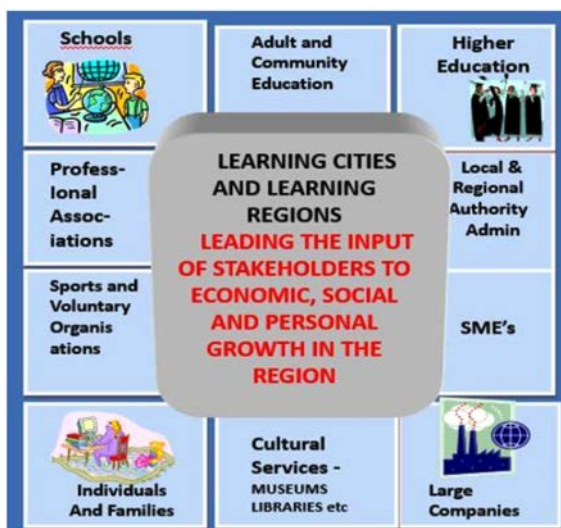 Schools
Adult and
Community
Education
Higher
Education
Profess-
Ional
Assoc-
iations
LEARNING CITIES
AND LEARNING
REGIONS
LEADING THE INPUT
OF STAKEHOLDERS TO
ECONOMIC, SOCIAL
AND PERSONAL
GROWTH IN THE
REGION
Local &
Regional
Authority
Admin
Sports and
Voluntary
Organis
ations
SME's
Individuals
And Families
Cultural
Services -
MUSEUMS
LIBRARIES etc
Large
Companies